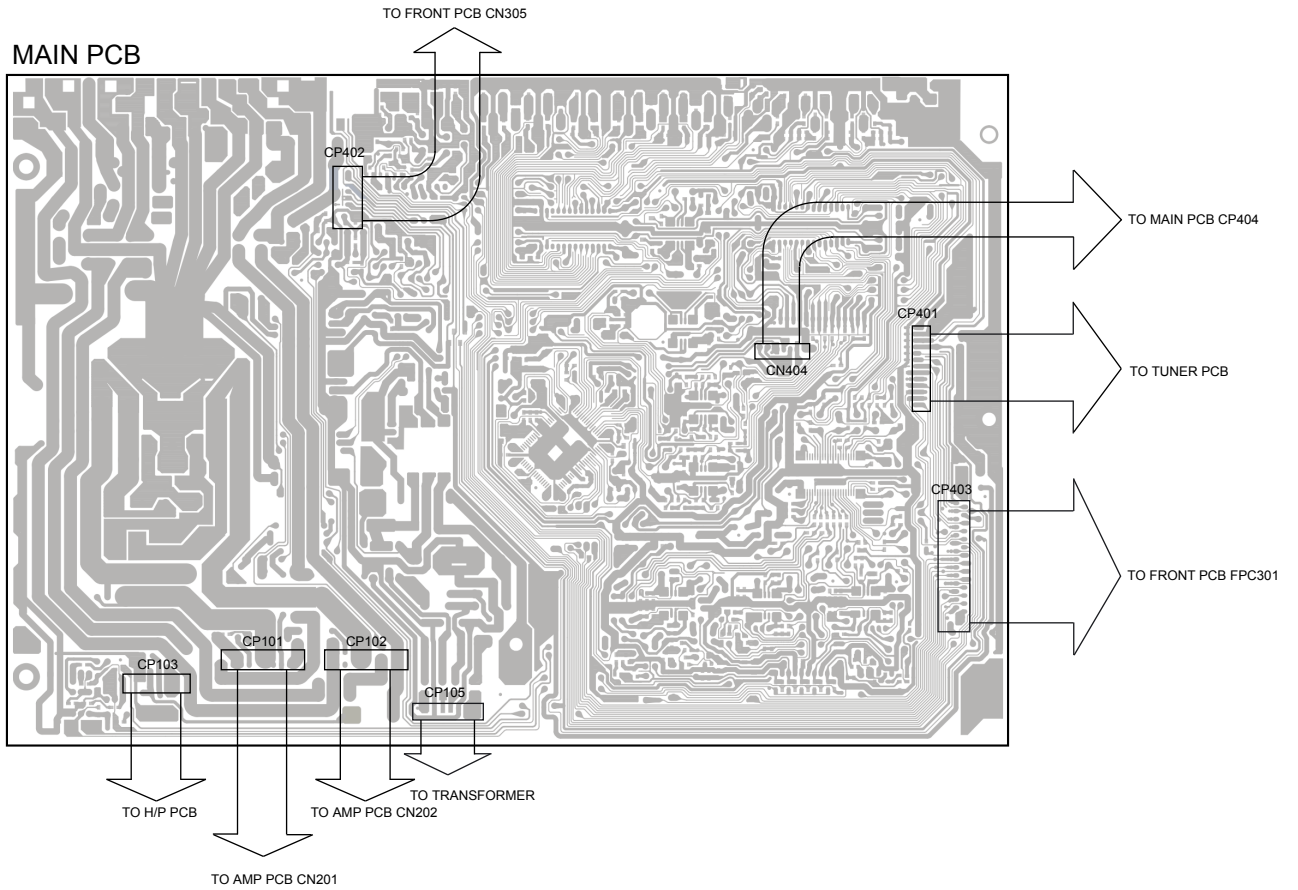 TO FRONT PCB CN305
MAIN PCB
CP402
TO MAIN PCB CP404
CP401
CN404
TO TUNER PCB
CP403
TO FRONT PCB FPC301
CP101
CP102
CP103
CP105
TO TRANSFORMER
TO H/P PCB
TO AMP PCB CN202
TO AMP PCB CN201